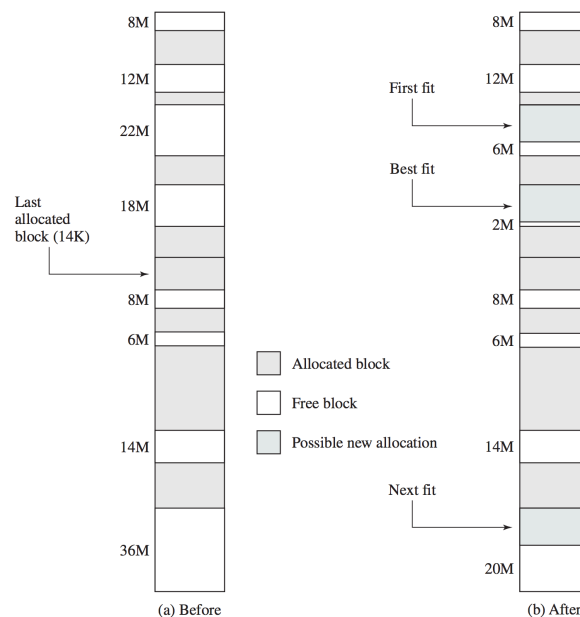 8M
12M
22M
18M
Last
allocated
block (14K)
8M
6M
14M
36M
(a) Before
Allocated block
Free block
Possible new allocation
8M
12M
First fit
6M
Best fit
2M
8M
6M
14M
Next fit
20M
(b) After